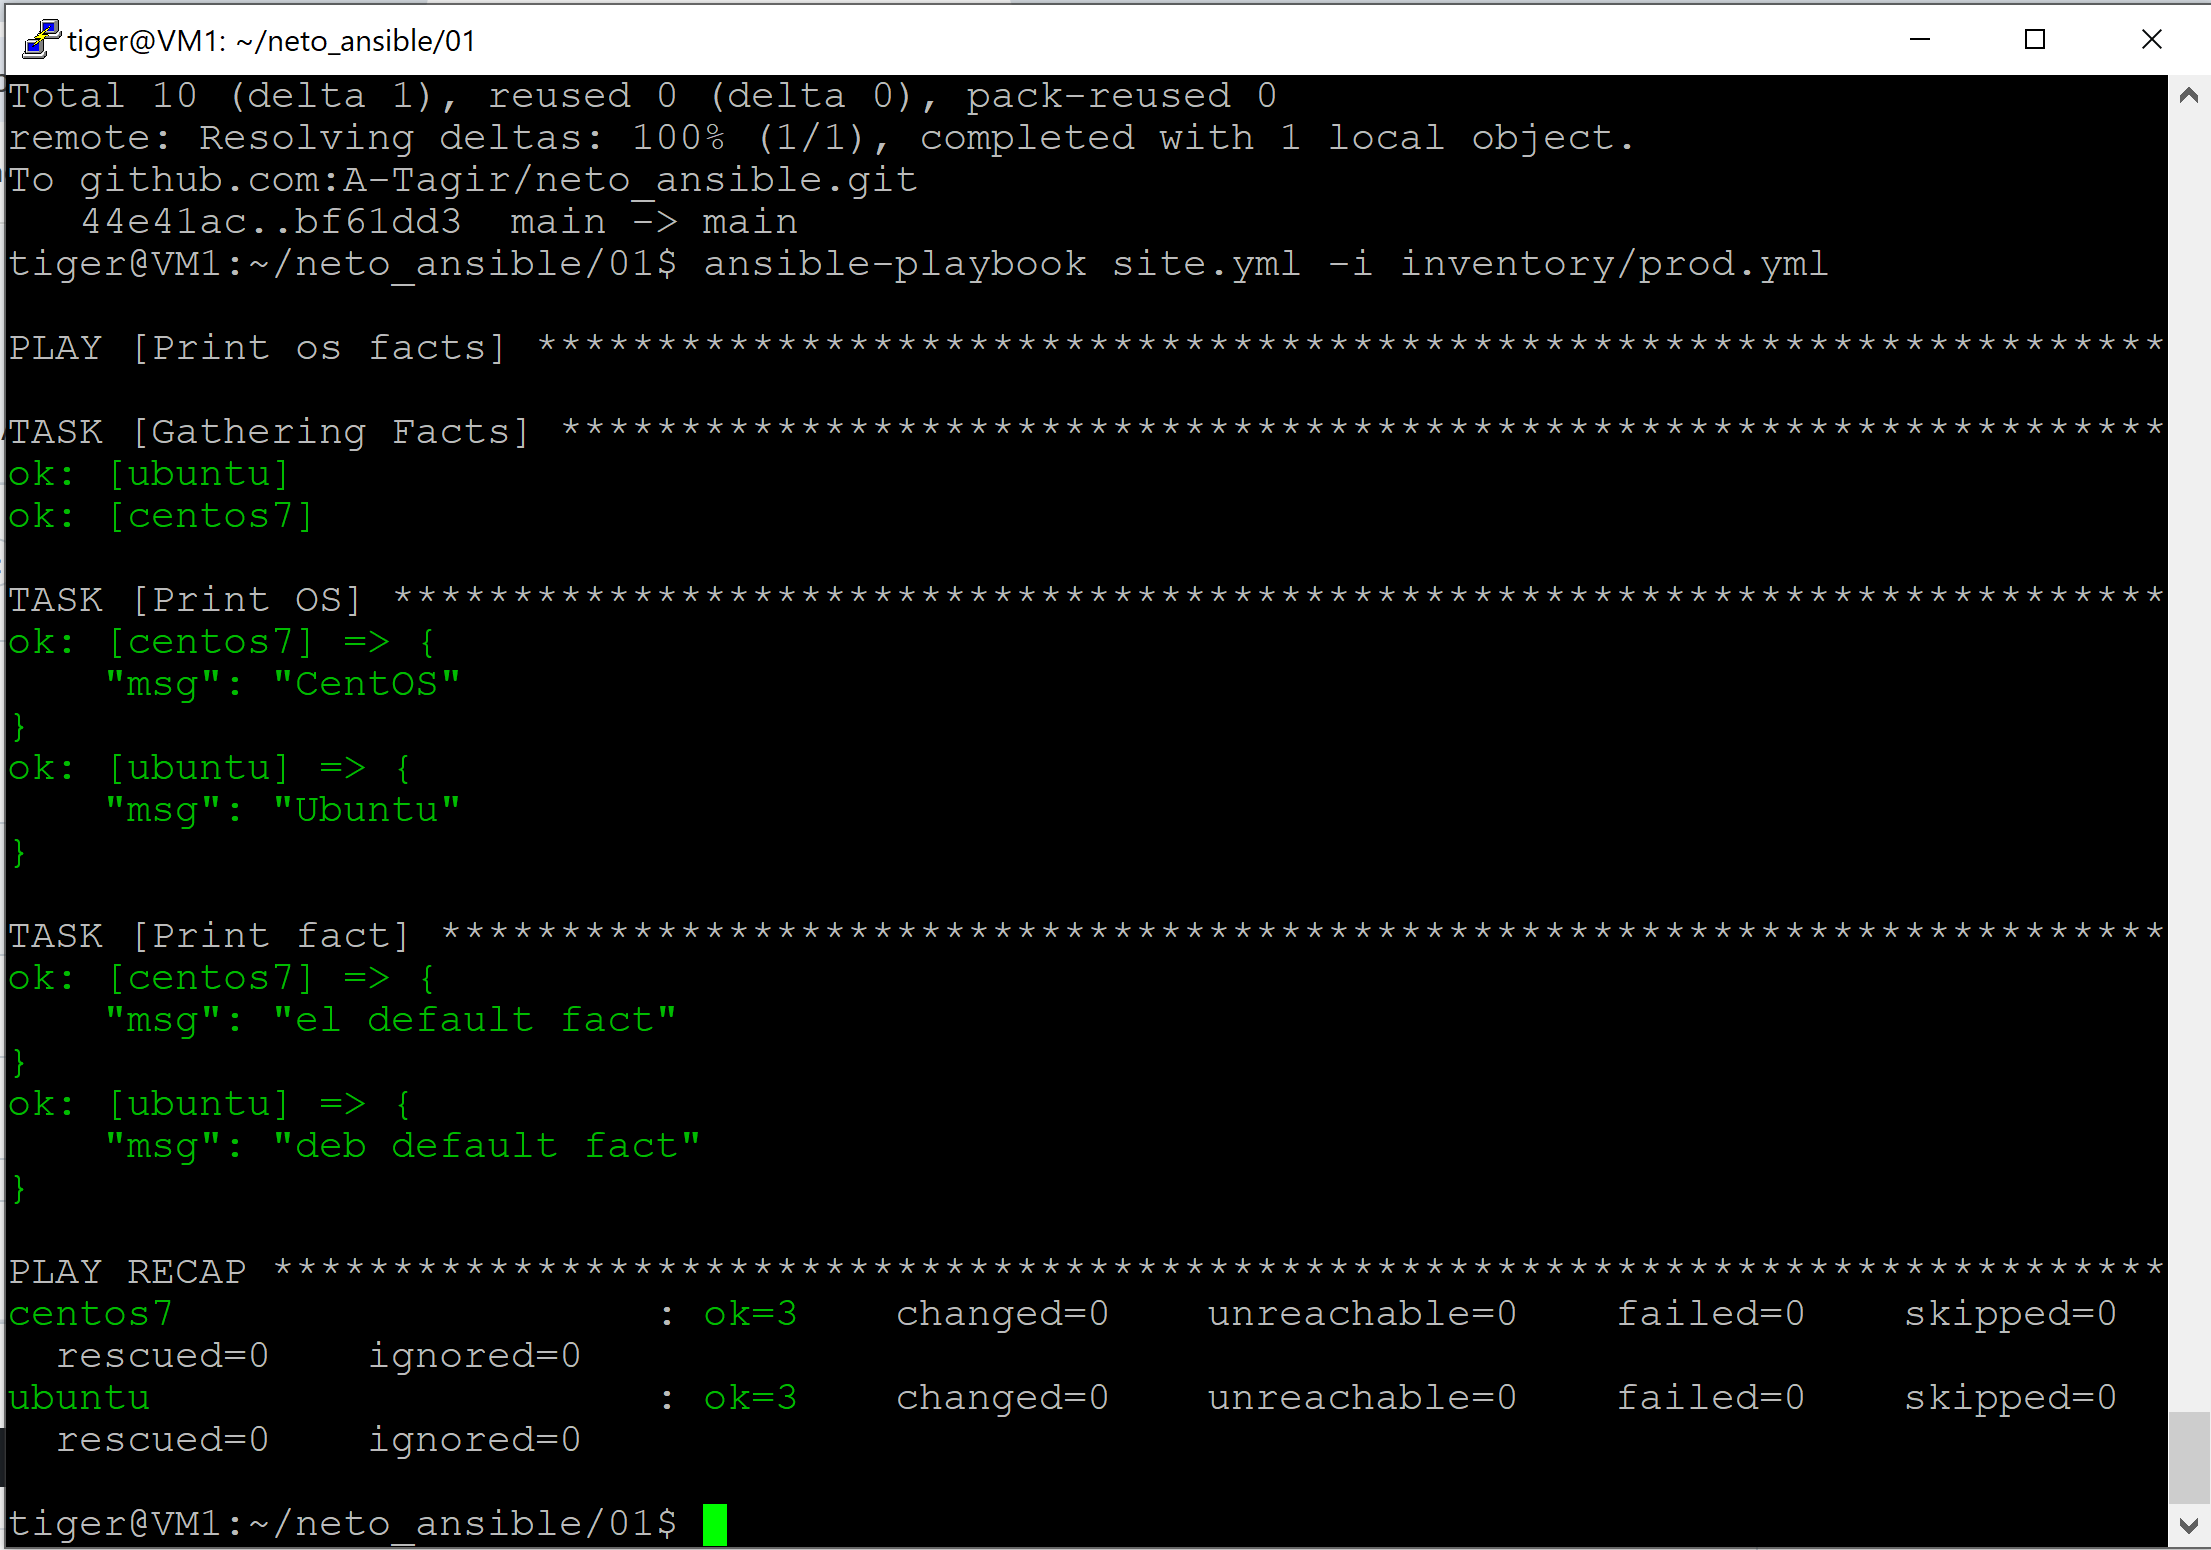 tiger@VM1: ~/neto_ansible/01
Total 10 (delta 1), reused 0 (delta 0), pack-reused 0
remote: Resolving deltas: 100% (1/1), completed with 1 local object.
To github.com:A-Tagir/neto_ansible.git
   44e41ac..bf61dd3  main -> main
tiger@VM1:~/neto_ansible/01$ ansible-playbook site.yml -i inventory/prod.yml
PLAY [Print os facts] ********************************************************************
TASK [Gathering Facts] *******************************************************************
ok: [ubuntu]
ok: [centos7]
TASK [Print OS] **************************************************************************
ok: [centos7] => {
    "msg": "CentOS"
}
ok: [ubuntu] => {
    "msg": "Ubuntu"
}
TASK [Print fact] ************************************************************************
ok: [centos7] => {
    "msg": "el default fact"
}
ok: [ubuntu] => {
    "msg": "deb default fact"
}
PLAY RECAP *******************************************************************************
centos7                    : ok=3    changed=0    unreachable=0    failed=0    skipped=0
  rescued=0    ignored=0
ubuntu                     : ok=3    changed=0    unreachable=0    failed=0    skipped=0
  rescued=0    ignored=0
tiger@VM1:~/neto_ansible/01$